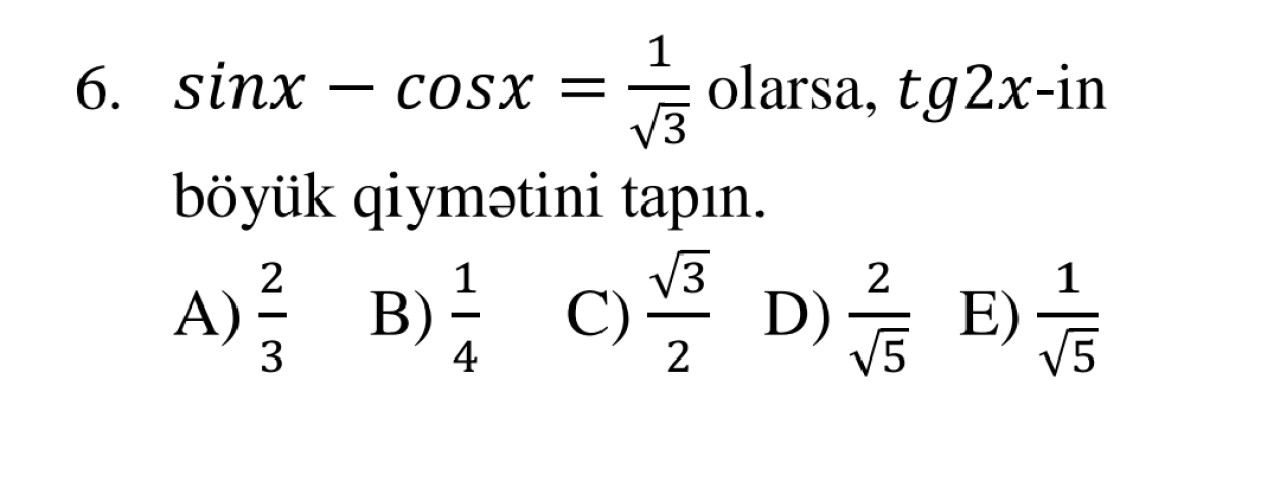 6. sinx − cosx = 1/√3 olarsa, tg2x-in
böyük qiymətini tapın.
A) 2/3 B) 1/4 C) √3/2 D) 2/√5 E) 1/√5